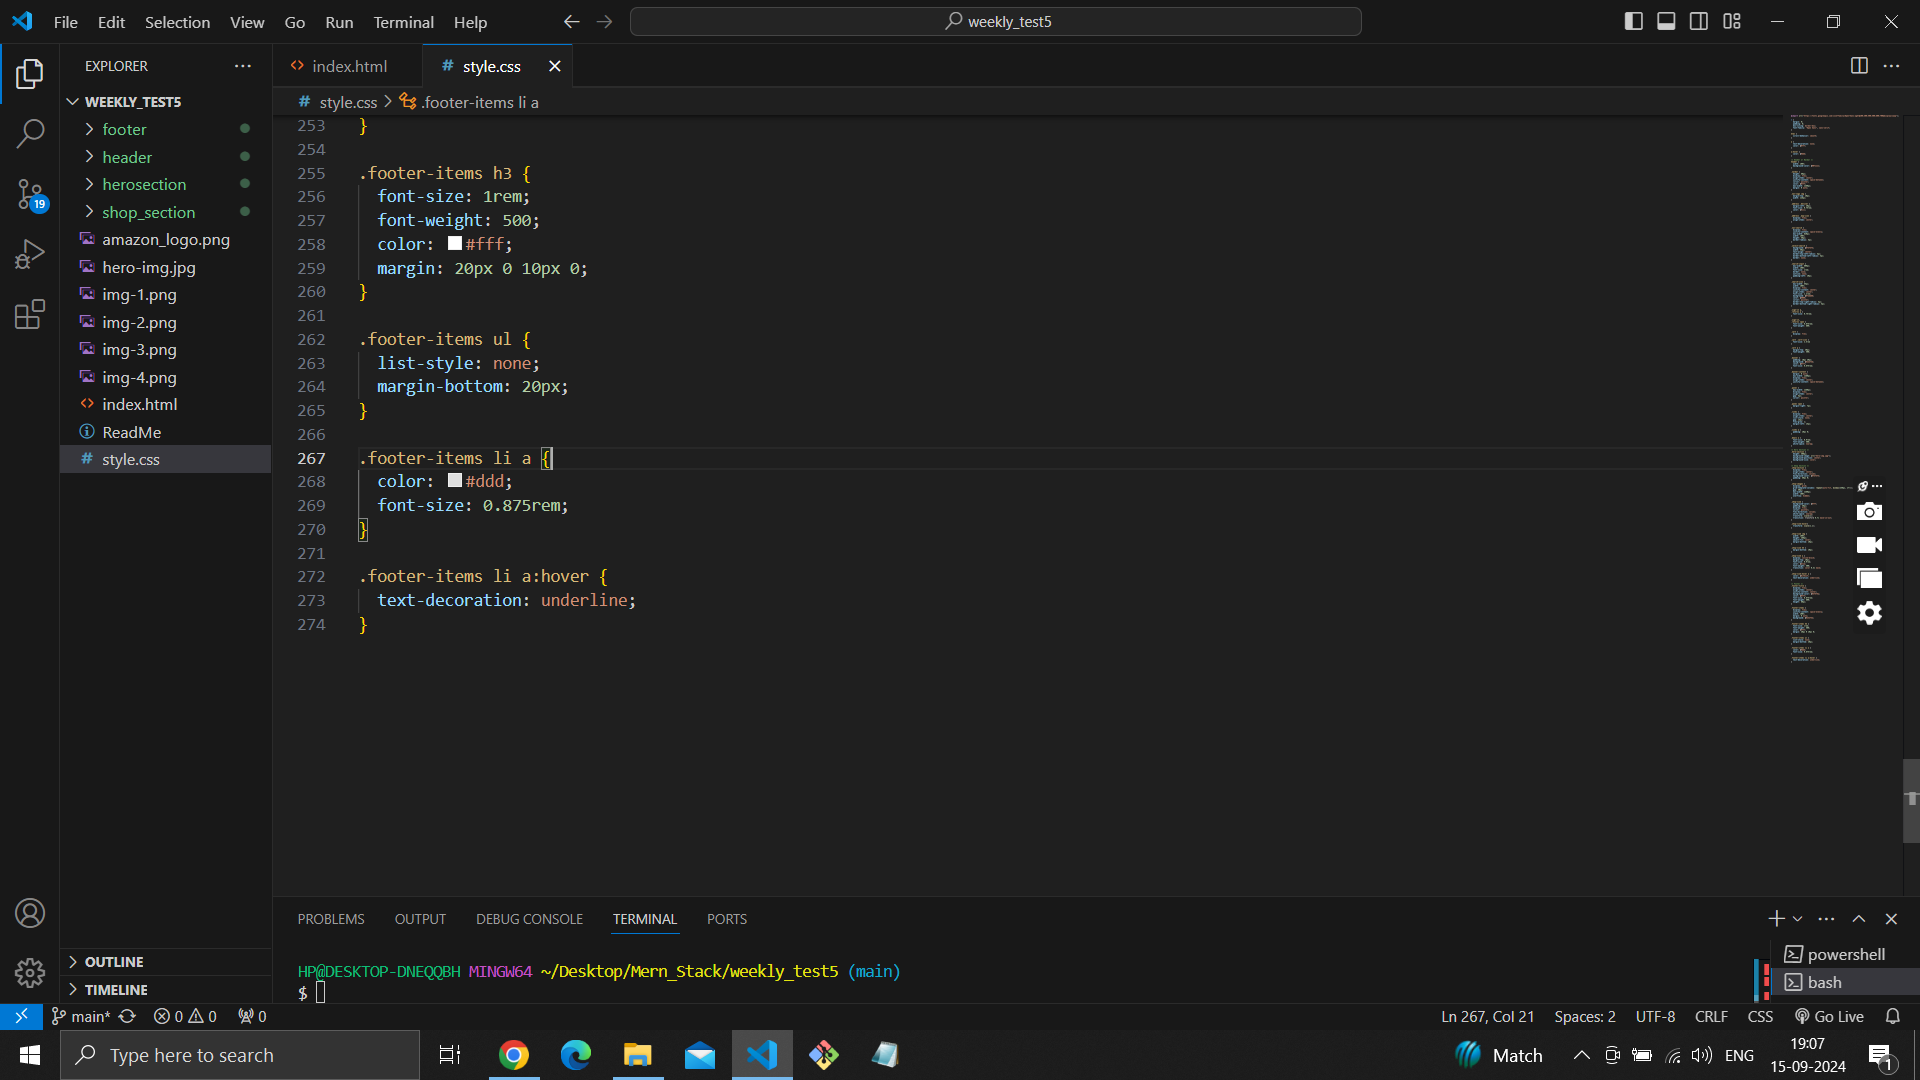 File Edit Selection View Go Run Terminal Help
weekly_test5
EXPLORER
WEEKLY_TEST5
footer
header
herosection
shop_section
amazon_logo.png
hero-img.jpg
img-1.png
img-2.png
img-3.png
img-4.png
index.html
ReadMe
# style.css
OUTLINE
TIMELINE
19
<> index.html
# style.css
# style.css > .footer-items li a
253 }
254
255 .footer-items h3 {
256 font-size: 1rem;
257 font-weight: 500;
258 color: #fff;
259 margin: 20px 0 10px 0;
260 }
261
262 .footer-items ul {
263 list-style: none;
264 margin-bottom: 20px;
265 }
266
267 .footer-items li a {
268 color: #ddd;
269 font-size: 0.875rem;
270 }
271
272 .footer-items li a:hover {
273 text-decoration: underline;
274 }
PROBLEMS OUTPUT DEBUG CONSOLE TERMINAL PORTS
HP@DESKTOP-DNEQQBH MINGW64 ~/Desktop/Mern_Stack/weekly_test5 (main)
$
powershell
bash
main* 0 0 0 Ln 267, Col 21 Spaces: 2 UTF-8 CRLF CSS Go Live
Type here to search
Match
ENG
19:07
15-09-2024
1